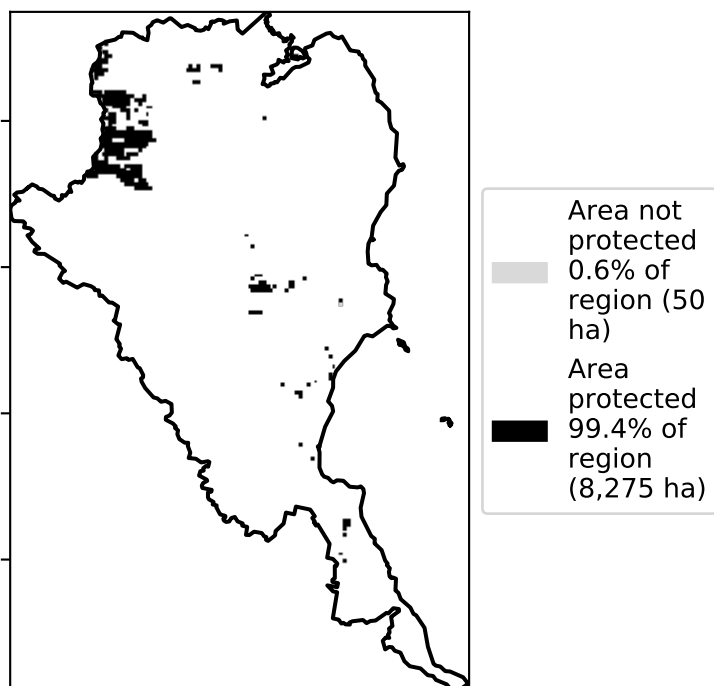 Area not
protected
0.6% of
region (50
ha)
Area
protected
99.4% of
region
(8,275 ha)